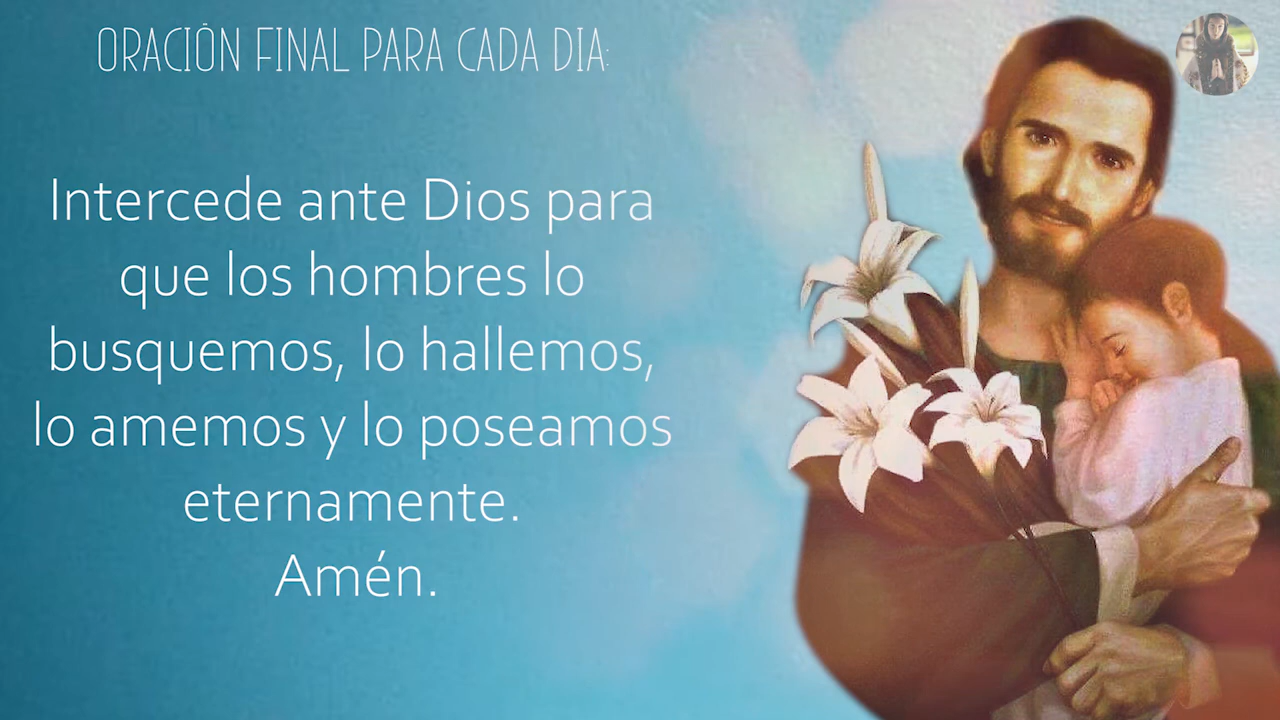 ORACIÓN FINAL PARA CADA DIA:
Intercede ante Dios para
que los hombres lo
busquemos, lo hallemos,
lo amemos y lo poseamos
eternamente.
Amén.